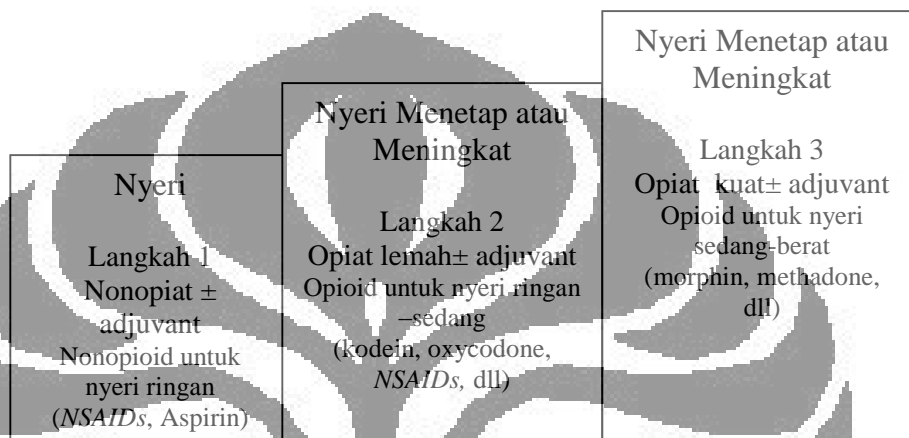 Nyeri
Langkah 1
Nonopiat ±
adjuvant
Nonopioid untuk
nyeri ringan
(NSAIDs, Aspirin)
Nyeri Menetap atau
Meningkat
Langkah 2
Opiat lemah± adjuvant
Opioid untuk nyeri ringan
–sedang
(kodein, oxycodone,
NSAIDs, dll)
Nyeri Menetap atau
Meningkat
Langkah 3
Opiat kuat± adjuvant
Opioid untuk nyeri
sedang-berat
(morphin, methadone,
dll)